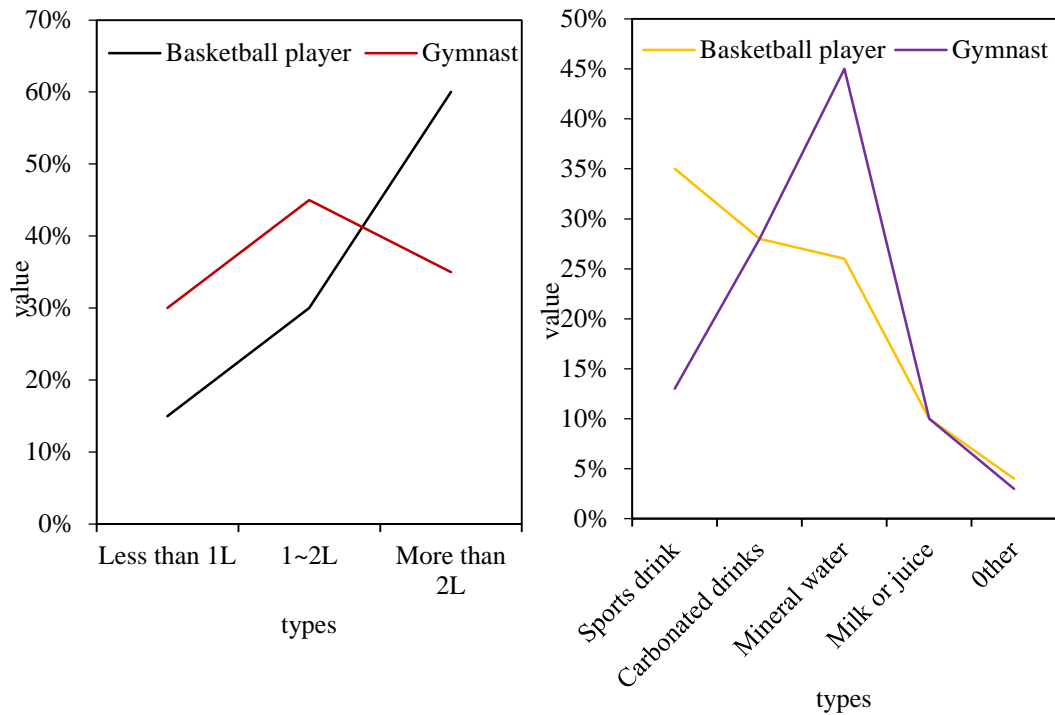 70%
60%
50%
40%
30%
20%
10%
0%
value
Basketball player
Gymnast
Less than 1L
1~2L
More than
2L
types
50%
45%
40%
35%
30%
25%
20%
15%
10%
5%
0%
value
Basketball player
Gymnast
Sports drink
Carbonated drinks
Mineral water
Milk or juice
0ther
types